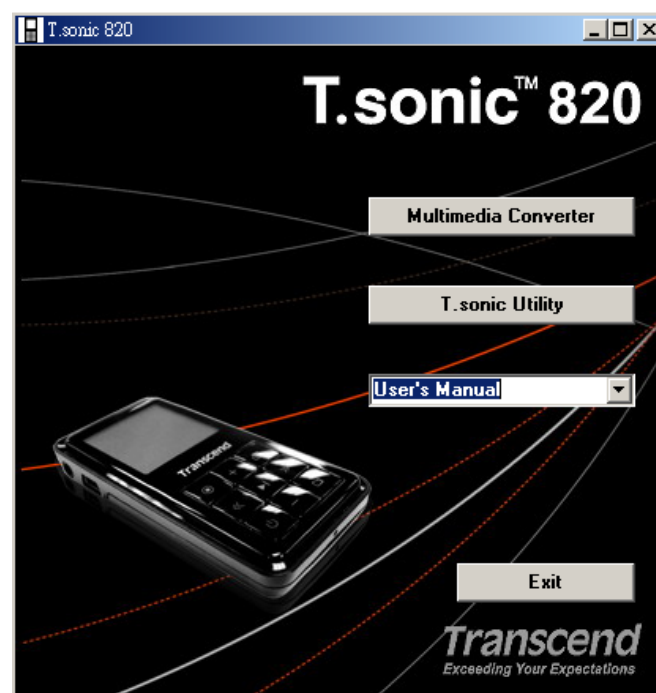 T.sonic 820
T.sonic™ 820
Multimedia Converter
T.sonic Utility
User's Manual
Transcend
Exit
Transcend
Exceeding Your Expectations